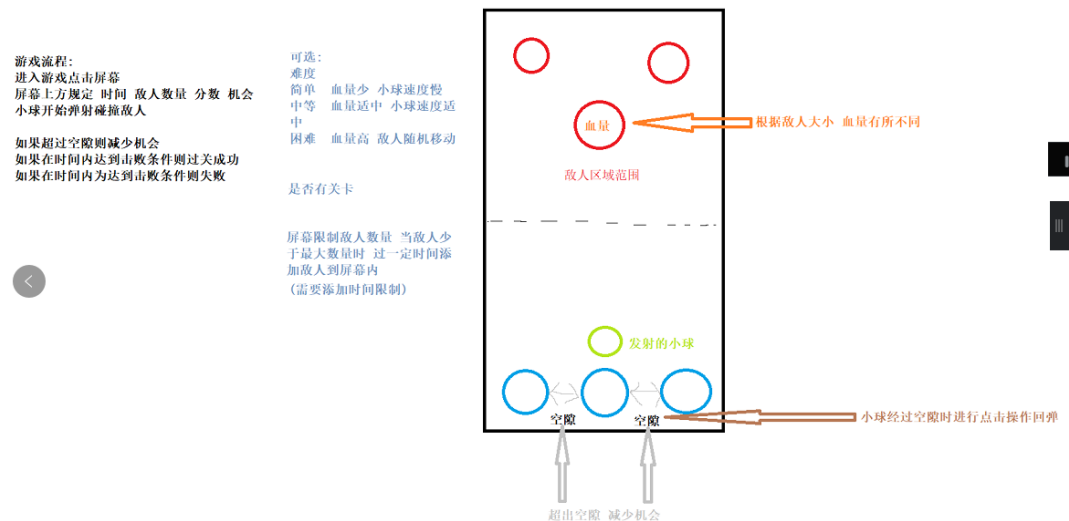 游戏流程:
进入游戏点击屏幕
屏幕上方规定 时间 敌人数量 分数 机会
小球开始弹射碰撞敌人
如果超过空隙则减少机会
如果在时间内达到击败条件则过关成功
如果在时间内为达到击败条件则失败
可选:
难度
简单 血量少 小球速度慢
中等 血量适中 小球速度适
中
困难 血量高 敌人随机移动
是否有关卡
屏幕限制敌人数量 当敌人少
于最大数量时 过一定时间添
加敌人到屏幕内
(需要添加时间限制)
血量
根据敌人大小 血量有所不同
敌人区域范围
发射的小球
空隙
空隙
小球经过空隙时进行点击操作回弹
超出空隙 减少机会